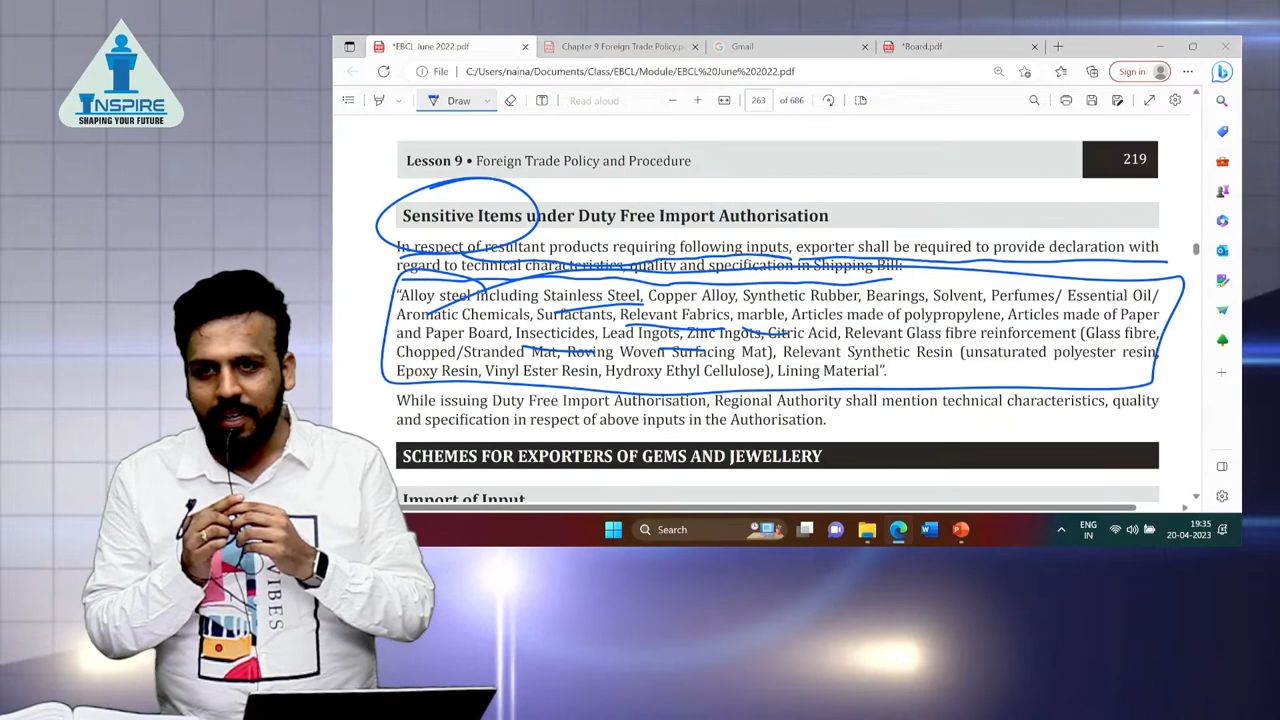 INSPIRE
SHAPING YOUR FUTURE
*EBCL June 2022.pdf
Chapter 9 Foreign Trade Policy.p
Gmail
*Board.pdf
File
C:/Users/naina/Documents/Class/EBCL/Module/EBCL%20June%202022.pdf
Sign in
Draw
Read aloud
263 of 686
Lesson 9 • Foreign Trade Policy and Procedure
219
Sensitive Items under Duty Free Import Authorisation
In respect of resultant products requiring following inputs, exporter shall be required to provide declaration with
regard to technical characteristics, quality and specification in Shipping Bill:
“Alloy steel including Stainless Steel, Copper Alloy, Synthetic Rubber, Bearings, Solvent, Perfumes/ Essential Oil/
Aromatic Chemicals, Surfactants, Relevant Fabrics, marble, Articles made of polypropylene, Articles made of Paper
and Paper Board, Insecticides, Lead Ingots, Zinc Ingots, Citric Acid, Relevant Glass fibre reinforcement (Glass fibre,
Chopped/Stranded Mat, Roving Woven Surfacing Mat), Relevant Synthetic Resin (unsaturated polyester resin,
Epoxy Resin, Vinyl Ester Resin, Hydroxy Ethyl Cellulose), Lining Material”.
While issuing Duty Free Import Authorisation, Regional Authority shall mention technical characteristics, quality
and specification in respect of above inputs in the Authorisation.
SCHEMES FOR EXPORTERS OF GEMS AND JEWELLERY
Import of Input
Search
ENG
IN
19:35
20-04-2023
VIBES